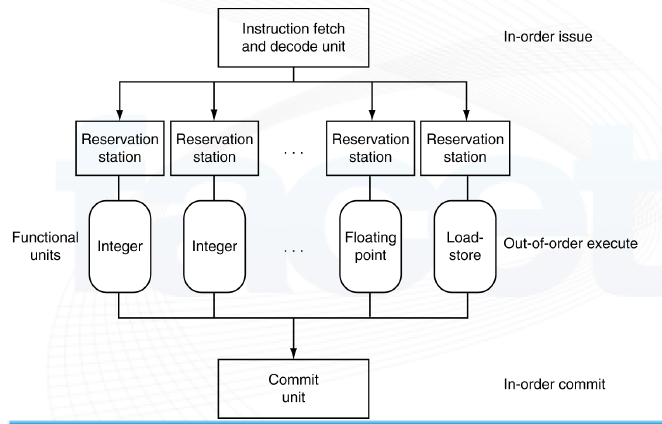 Instruction fetch
and decode unit
In-order issue
Reservation
station
Reservation
station
. . .
Reservation
station
Reservation
station
Functional
units
Integer
Integer
. . .
Floating
point
Load-
store
Out-of-order execute
Commit
unit
In-order commit
facet